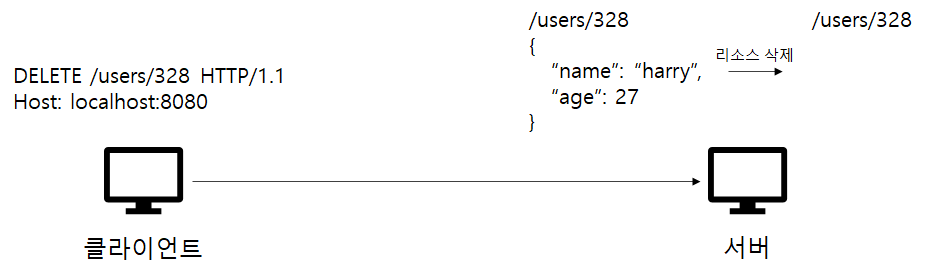 DELETE /users/328 HTTP/1.1
Host: localhost:8080
클라이언트
/users/328
{
“name”: “harry”,
“age”: 27
}
리소스 삭제
/users/328
서버